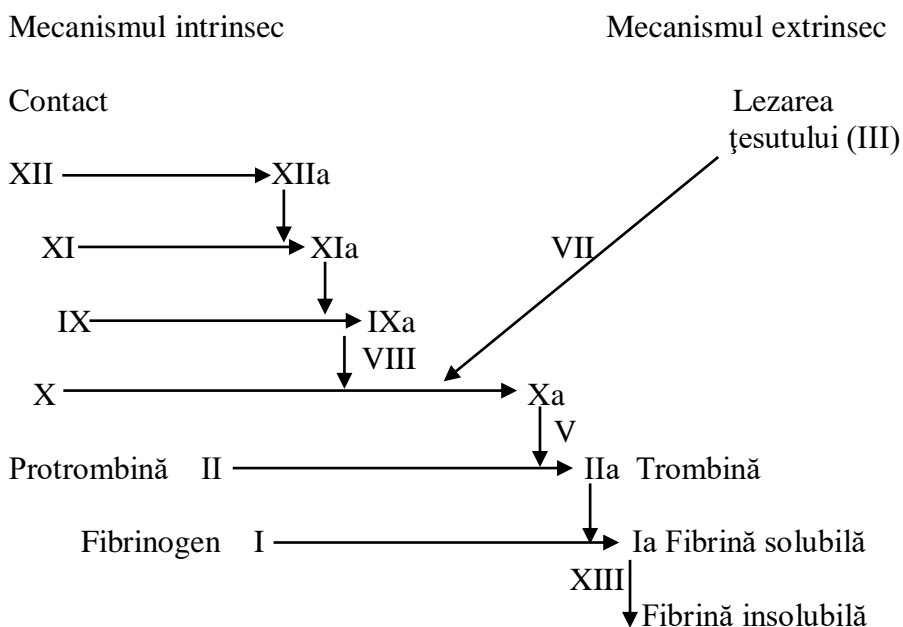 Mecanismul intrinsec Mecanismul extrinsec
Contact Lezarea
ţesutului (III)
XII XIIa
XI XIa VII
IX IXa
VIII
X Xa
V
Protrombină II IIa Trombină
Fibrinogen I Ia Fibrină solubilă
XIII
Fibrină insolubilă